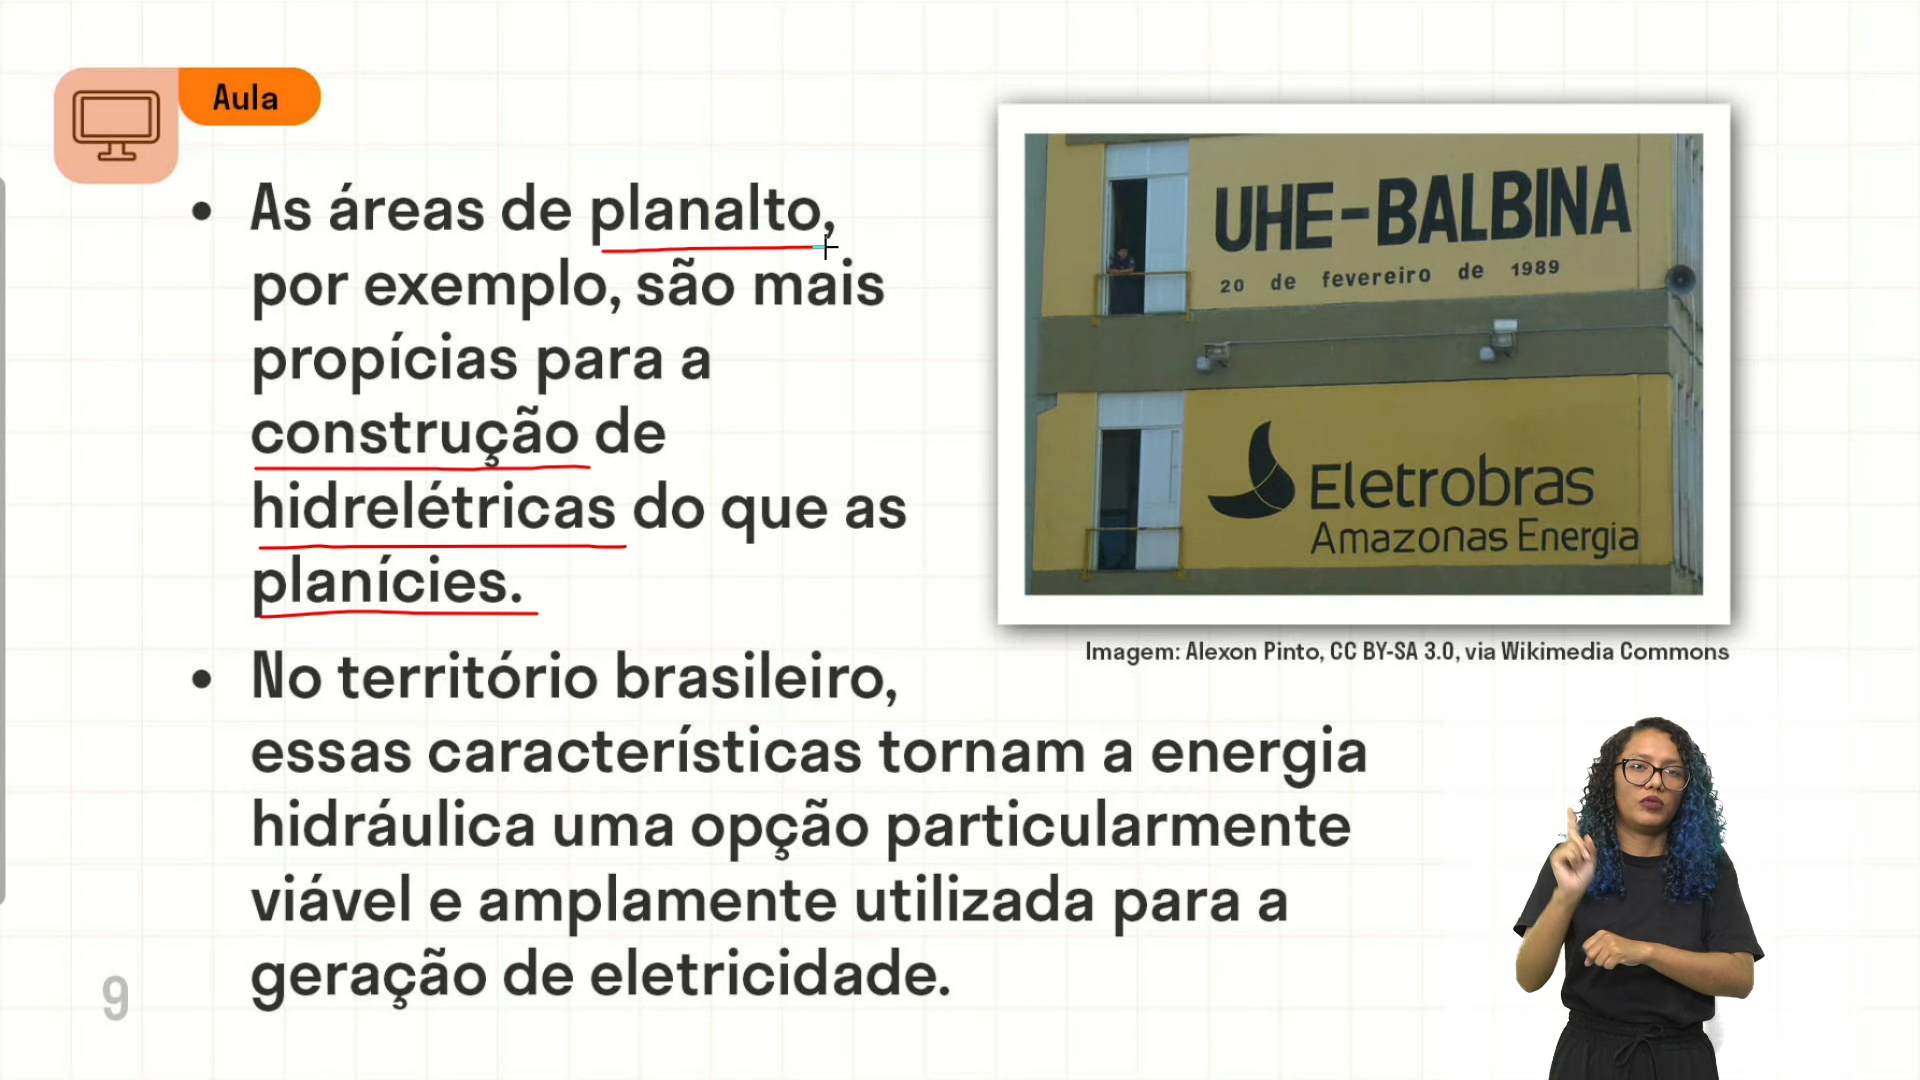 Aula
• As áreas de planalto,
por exemplo, são mais
propícias para a
construção de
hidrelétricas do que as
planícies.
• No território brasileiro,
essas características tornam a energia
hidráulica uma opção particularmente
viável e amplamente utilizada para a
geração de eletricidade.
UHE-BALBINA
20 de fevereiro de 1989
Eletrobras
Amazonas Energia
Imagem: Alexon Pinto, CC BY-SA 3.0, via Wikimedia Commons
9